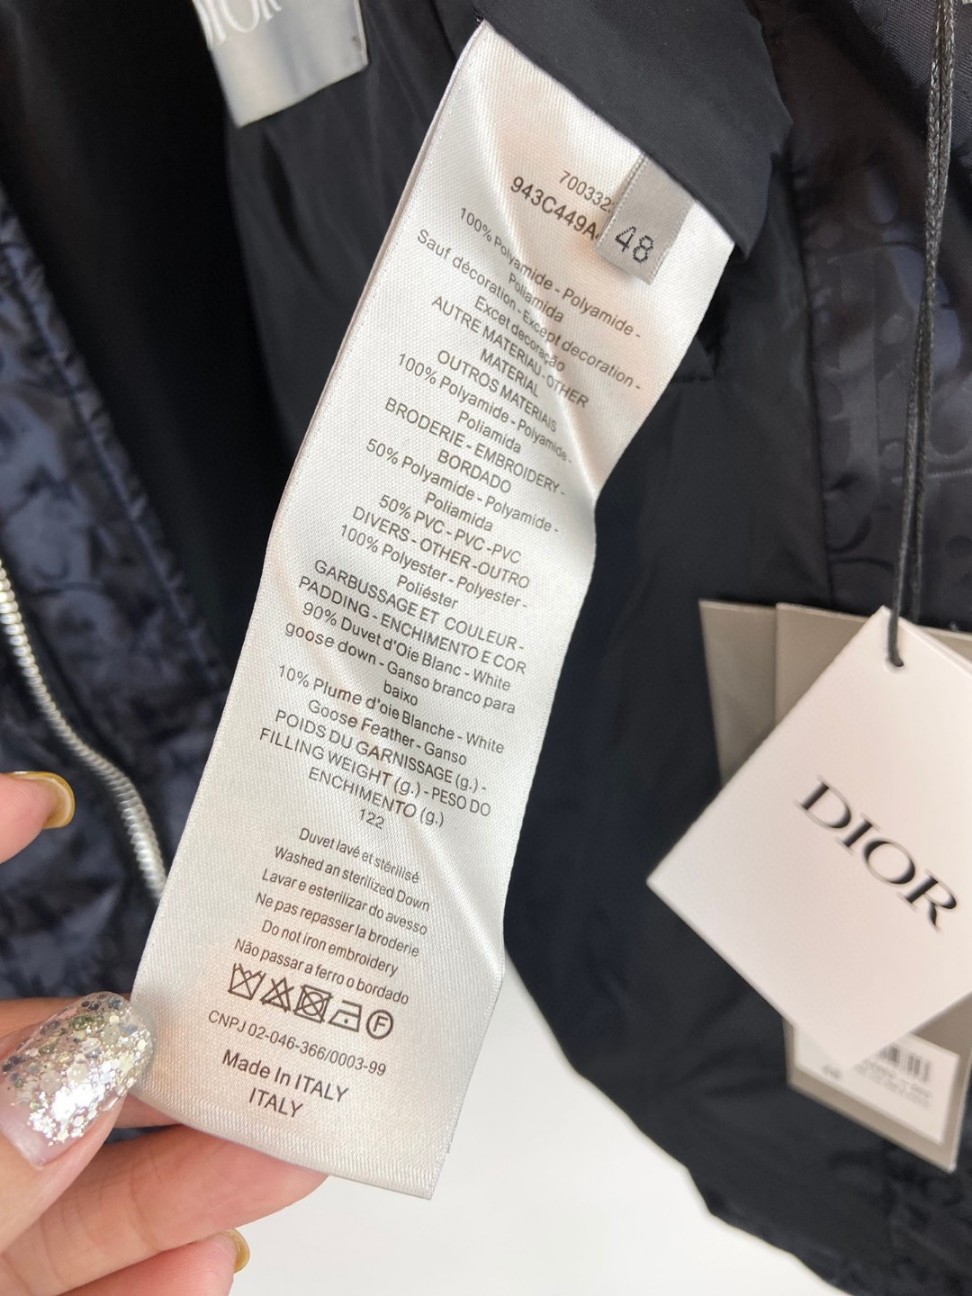 DIOR
700332
943C449A
48
100% Polyamide - Polyamide -
Poliamida
Sauf décoration - Except decoration -
Excet decoração
AUTRE MATERIAU - OTHER
MATERIAL
OUTROS MATERIAIS
100% Polyamide - Polyamide -
Poliamida
BRODERIE - EMBROIDERY -
BORDADO
50% Polyamide - Polyamide -
Poliamida
50% PVC - PVC - PVC
DIVERS - OTHER - OUTRO
100% Polyester - Polyester -
Poliéster
GARBUSSAGE ET COULEUR -
PADDING - ENCHIMENTO E COR
90% Duvet d'Oie Blanc - White
goose down - Ganso branco para
baixo
10% Plume d'oie Blanche - White
Goose Feather - Ganso
POIDS DU GARNISSAGE (g.) -
FILLING WEIGHT (g.) - PESO DO
ENCHIMENTO (g.)
122
Duvet lavé et stérilisé
Washed an sterilized Down
Lavar e esterilizar do avesso
Ne pas repasser la broderie
Do not iron embroidery
Não passar a ferro o bordado
F
CNPJ 02-046-366/0003-99
Made In ITALY
ITALY
DIOR